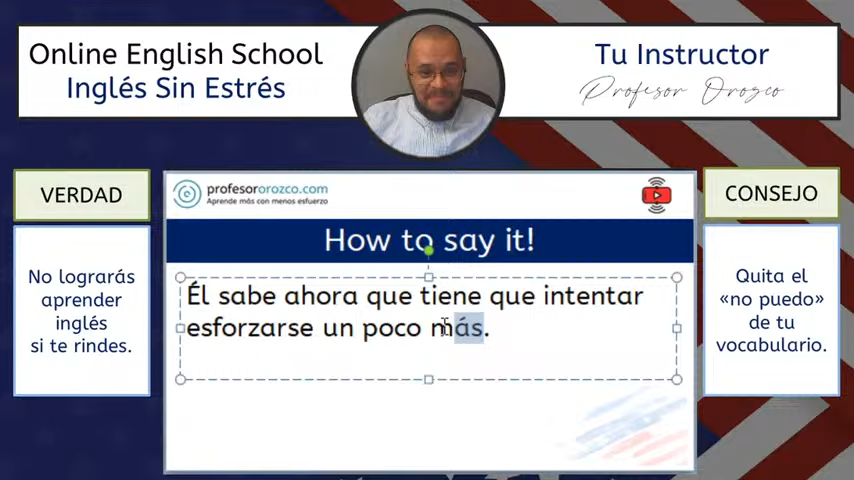 Online English School
Inglés Sin Estrés
Tu Instructor
Profesor Orozco
VERDAD
No lograrás
aprender
inglés
si te rindes.
profesororozco.com
Aprende más con menos esfuerzo
How to say it!
Él sabe ahora que tiene que intentar
esforzarse un poco más.
CONSEJO
Quita el
«no puedo»
de tu
vocabulario.